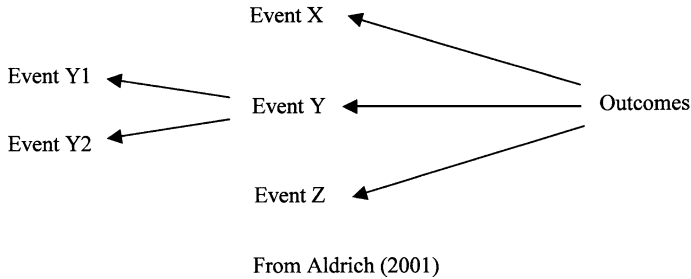 Event X
Event Y1
Event Y
Outcomes
Event Y2
Event Z
From Aldrich (2001)